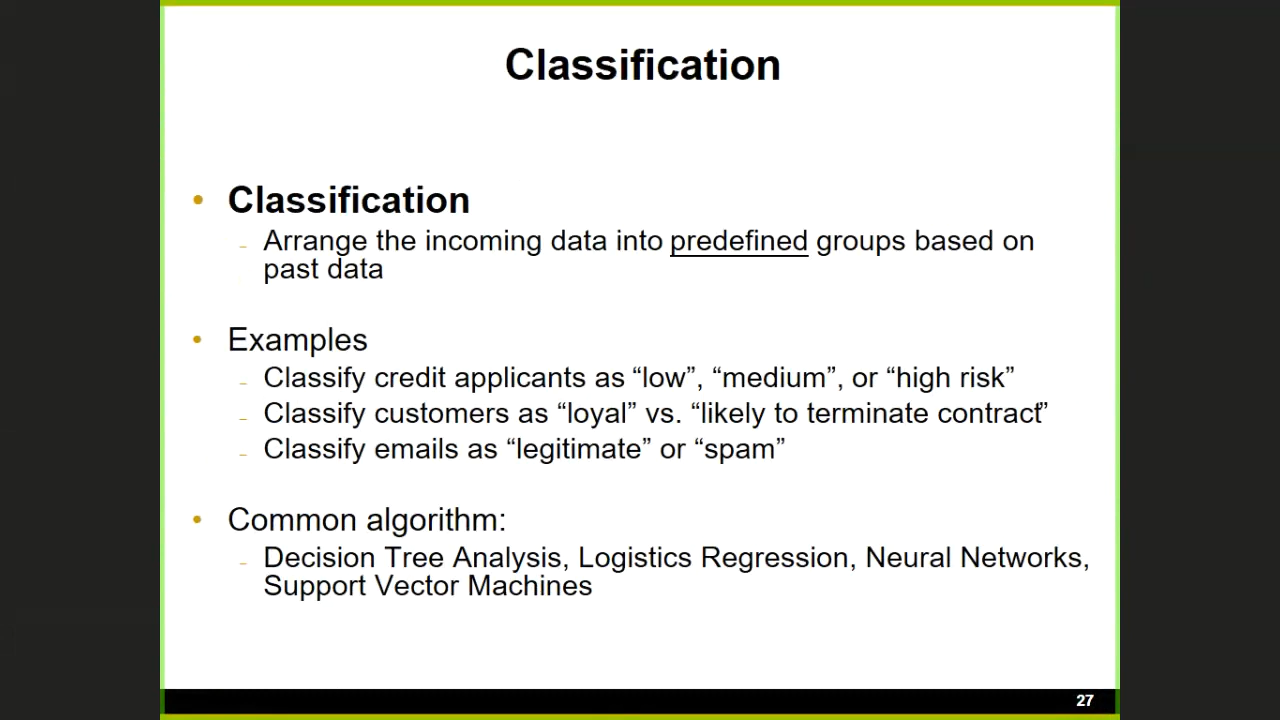 Classification
• Classification
– Arrange the incoming data into predefined groups based on
past data
• Examples
– Classify credit applicants as “low”, “medium”, or “high risk”
– Classify customers as “loyal” vs. “likely to terminate contract”
– Classify emails as “legitimate” or “spam”
• Common algorithm:
– Decision Tree Analysis, Logistics Regression, Neural Networks,
Support Vector Machines
27